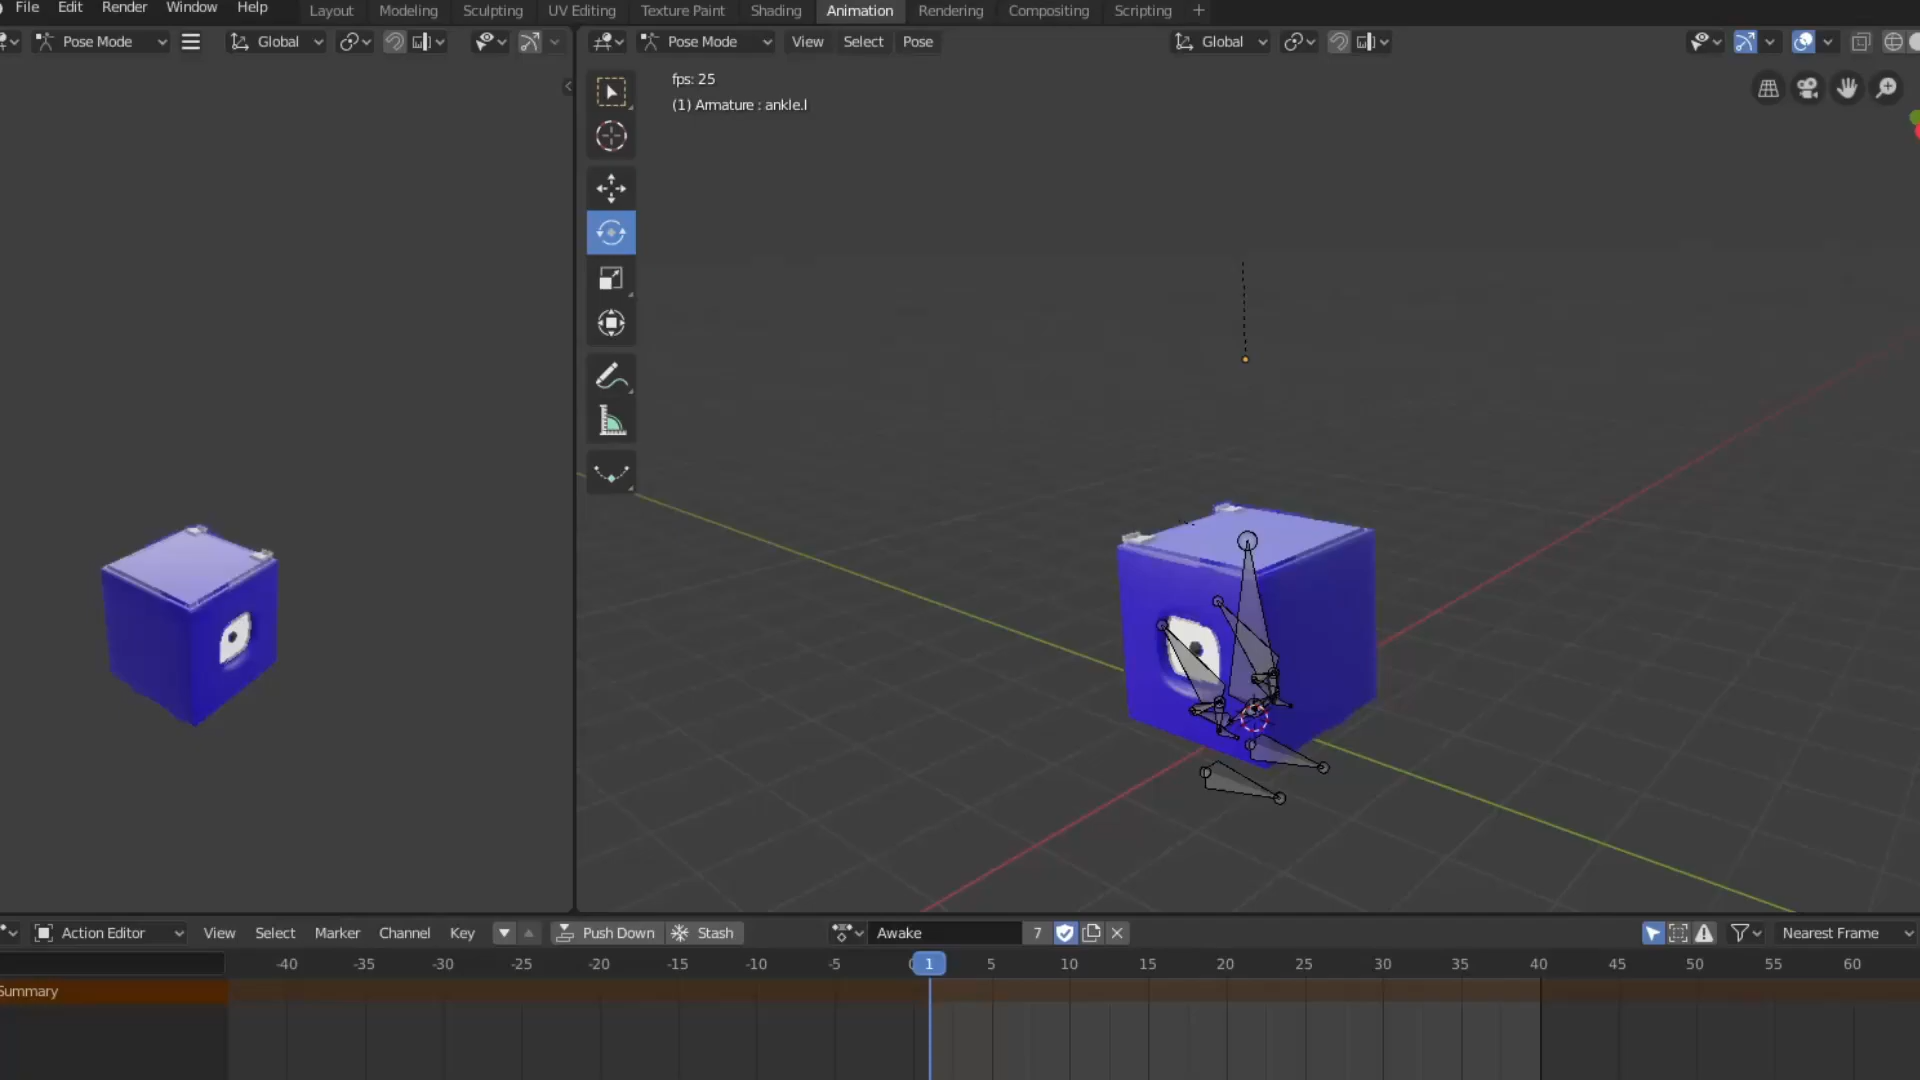 File Edit Render Window Help Layout Modeling Sculpting UV Editing Texture Paint Shading Animation Rendering Compositing Scripting +
Pose Mode Global Pose Mode View Select Pose Global
fps: 25
(1) Armature : ankle.l
Action Editor View Select Marker Channel Key Push Down Stash Awake 7 Nearest Frame
-40 -35 -30 -25 -20 -15 -10 -5 1 5 10 15 20 25 30 35 40 45 50 55 60
Summary